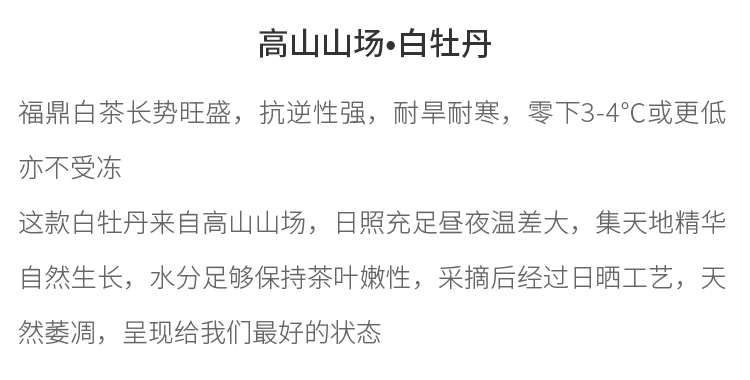 高山山场•白牡丹
福鼎白茶长势旺盛，抗逆性强，耐旱耐寒，零下3-4℃或更低
亦不受冻
这款白牡丹来自高山山场，日照充足昼夜温差大，集天地精华
自然生长，水分足够保持茶叶嫩性，采摘后经过日晒工艺，天
然萎凋，呈现给我们最好的状态